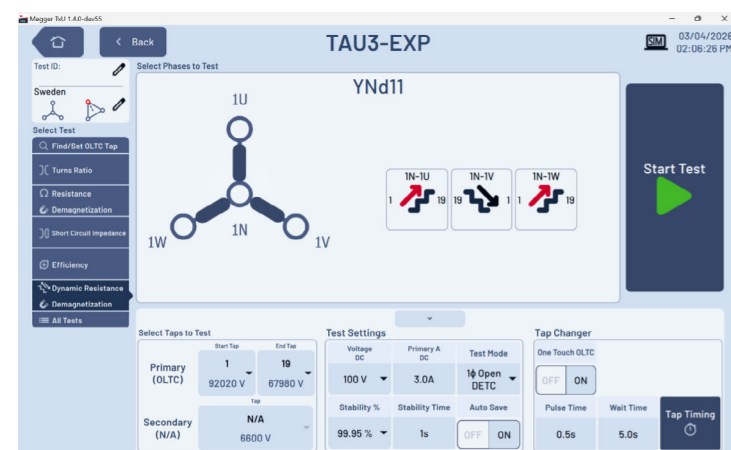 Megger TxU 1.4.0-dev55
Back
TAU3-EXP
SIM
03/04/2026
02:06:26 PM
Test ID:
Sweden
Select Test
Find/Set OLTC Tap
Turns Ratio
Resistance
Demagnetization
Short Circuit Impedance
Efficiency
Dynamic Resistance
Demagnetization
All Tests
Select Phases to Test
YNd11
1U
1N
1W
1V
1N-1U
1 19
1N-1V
19 1
1N-1W
1 19
Start Test
Select Taps to Test
Start Tap End Tap
Primary (OLTC)
1 19
92020 V 67980 V
Tap
Secondary (N/A)
N/A
6600 V
Test Settings
Voltage DC
100 V
Primary A DC
3.0A
Test Mode
1ϕ Open DETC
Stability %
99.95 %
Stability Time
1s
Auto Save
OFF ON
Tap Changer
One Touch OLTC
OFF ON
Pulse Time
0.5s
Wait Time
5.0s
Tap Timing